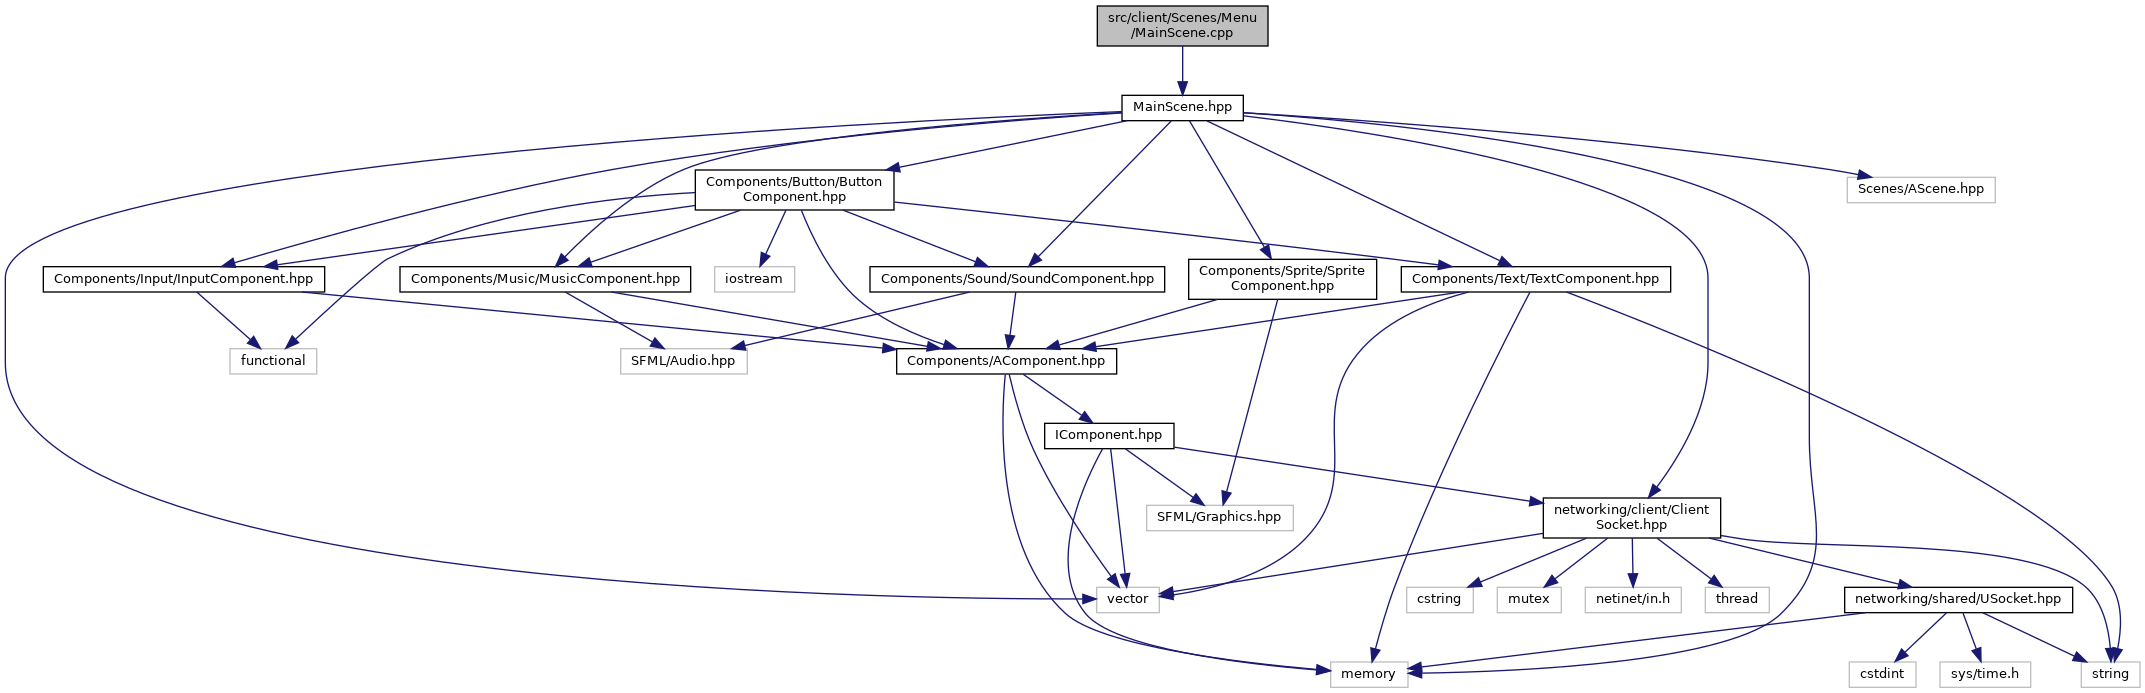 src/client/Scenes/Menu
/MainScene.cpp
MainScene.hpp
Components/Button/Button
Component.hpp
Scenes/AScene.hpp
Components/Input/InputComponent.hpp
Components/Music/MusicComponent.hpp
iostream
Components/Sound/SoundComponent.hpp
Components/Sprite/Sprite
Component.hpp
Components/Text/TextComponent.hpp
functional
SFML/Audio.hpp
Components/AComponent.hpp
IComponent.hpp
SFML/Graphics.hpp
networking/client/Client
Socket.hpp
vector
cstring
mutex
netinet/in.h
thread
networking/shared/USocket.hpp
memory
cstdint
sys/time.h
string